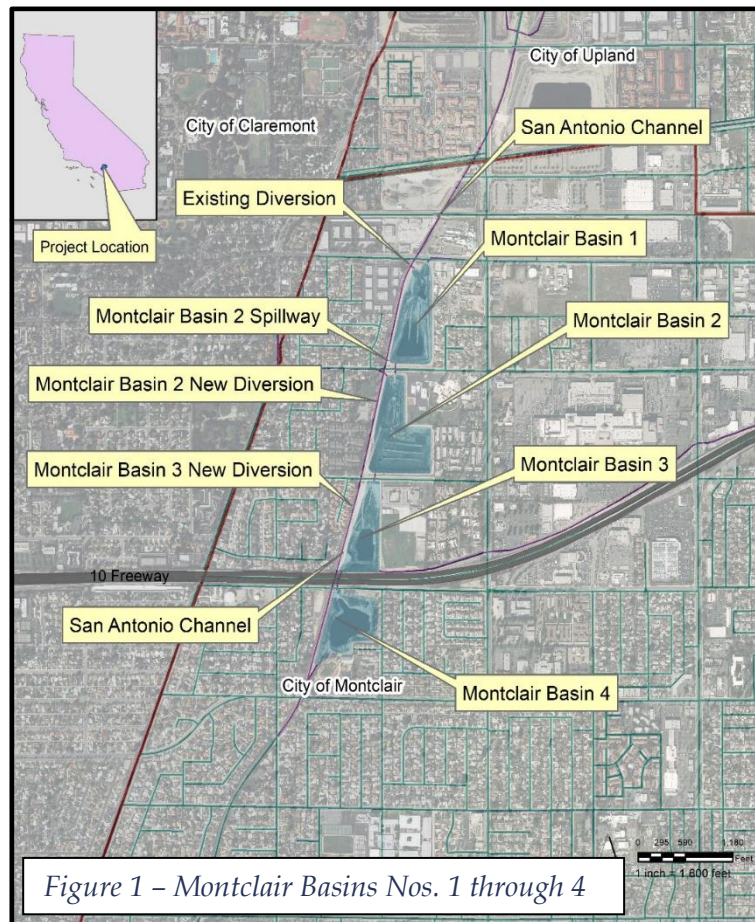 City of Upland
City of Claremont
San Antonio Channel
Existing Diversion
Montclair Basin 1
Project Location
Montclair Basin 2 Spillway
Montclair Basin 2
Montclair Basin 2 New Diversion
Montclair Basin 3
Montclair Basin 3 New Diversion
10 Freeway
San Antonio Channel
City of Montclair
Montclair Basin 4
0 295 590 1,180
Feet
1 inch = 1,800 feet
Figure 1 – Montclair Basins Nos. 1 through 4